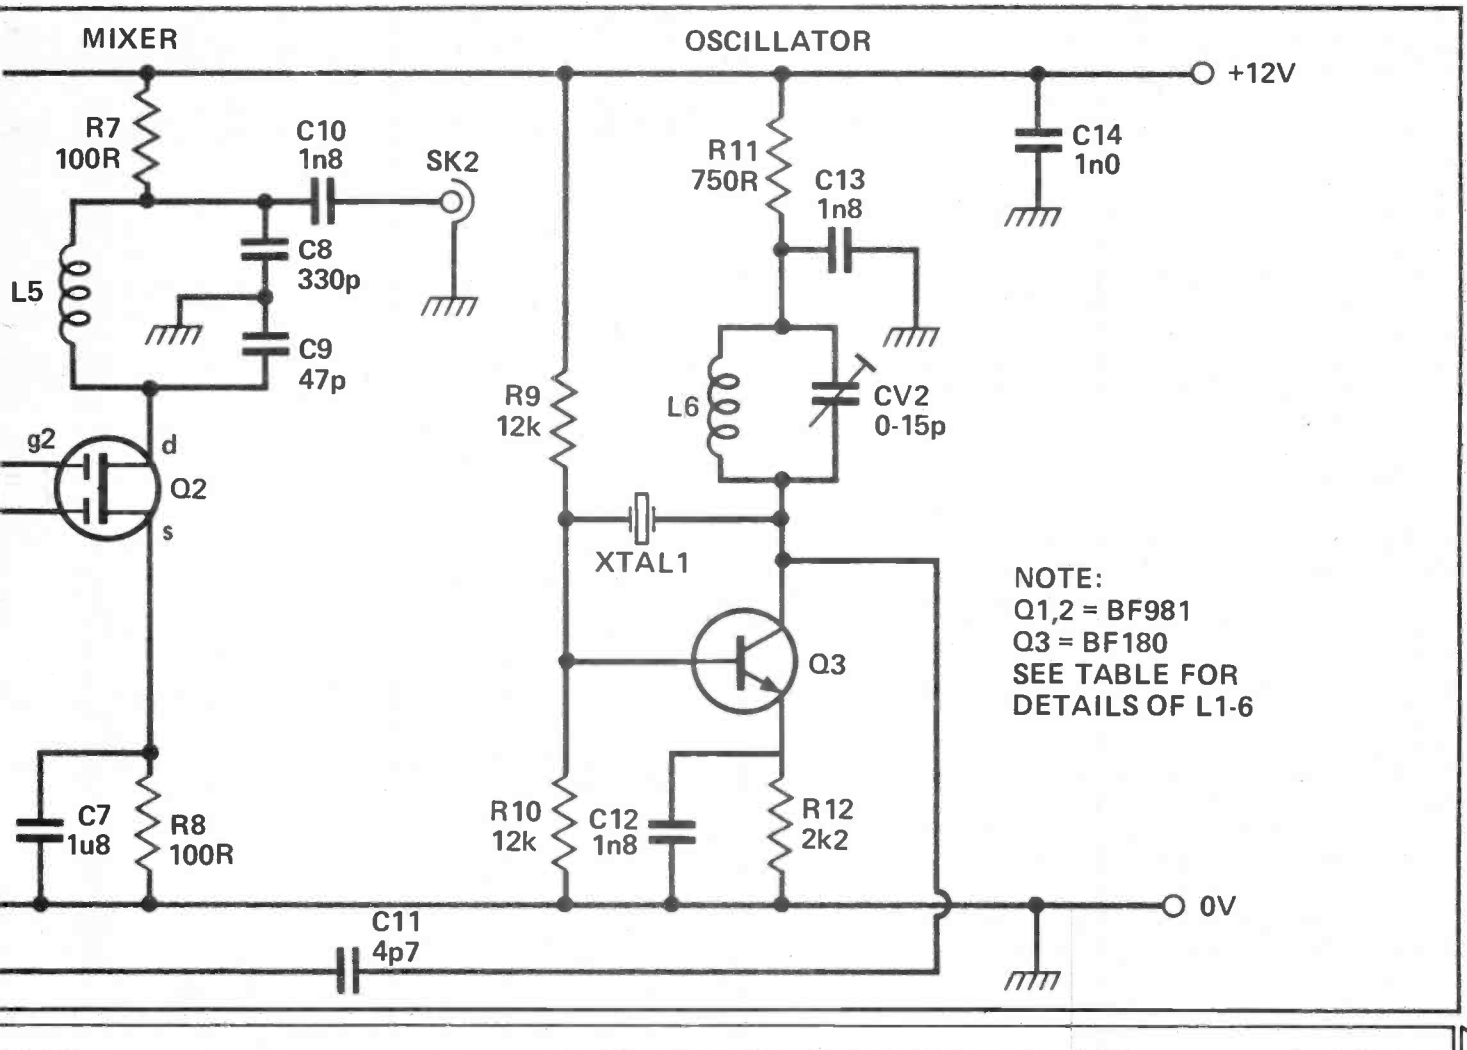 MIXER
OSCILLATOR
+12V
R7
100R
C10
1n8
SK2
R11
750R
C13
1n8
C14
1n0
C8
330p
L5
C9
47p
R9
12k
L6
CV2
0-15p
g2
d
Q2
s
XTAL1
NOTE:
Q1,2 = BF981
Q3 = BF180
SEE TABLE FOR
DETAILS OF L1-6
Q3
C7
1u8
R8
100R
R10
12k
C12
1n8
R12
2k2
C11
4p7
0V